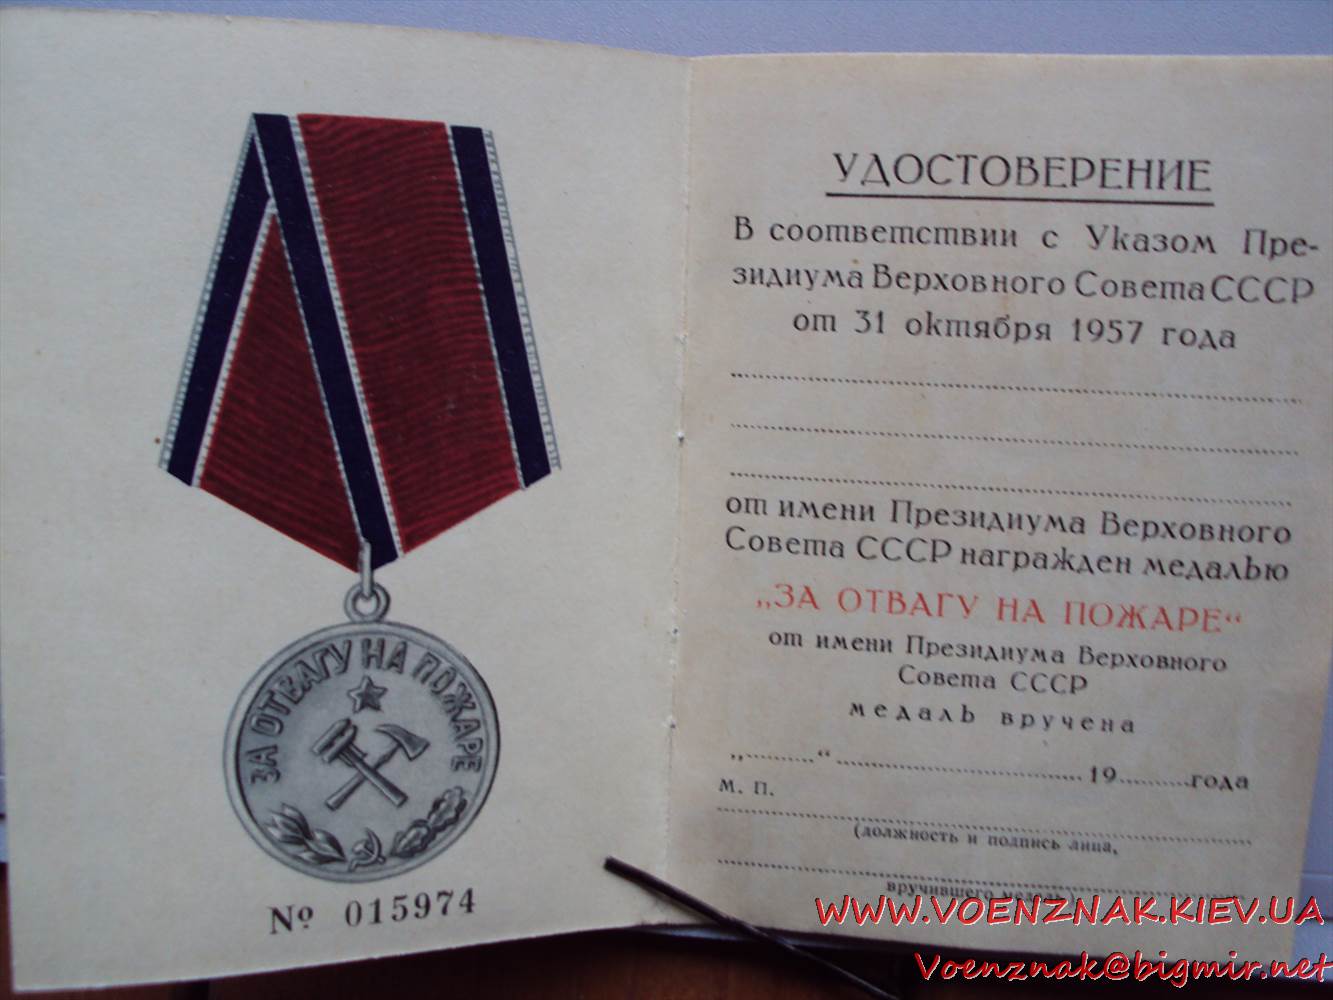 ЗА ОТВАГУ НА ПОЖАРЕ
№ 015974
УДОСТОВЕРЕНИЕ
В соответствии с Указом Пре-
зидиума Верховного Совета СССР
от 31 октября 1957 года
от имени Президиума Верховного
Совета СССР награжден медалью
„ЗА ОТВАГУ НА ПОЖАРЕ“
от имени Президиума Верховного
Совета СССР
медаль вручена
„..........“ .............................. 19..........года
М. П.
(должность и подпись лица,
вручившего медаль)
WWW.VOENZNAK.KIEV.UA
Voenznak@bigmir.net